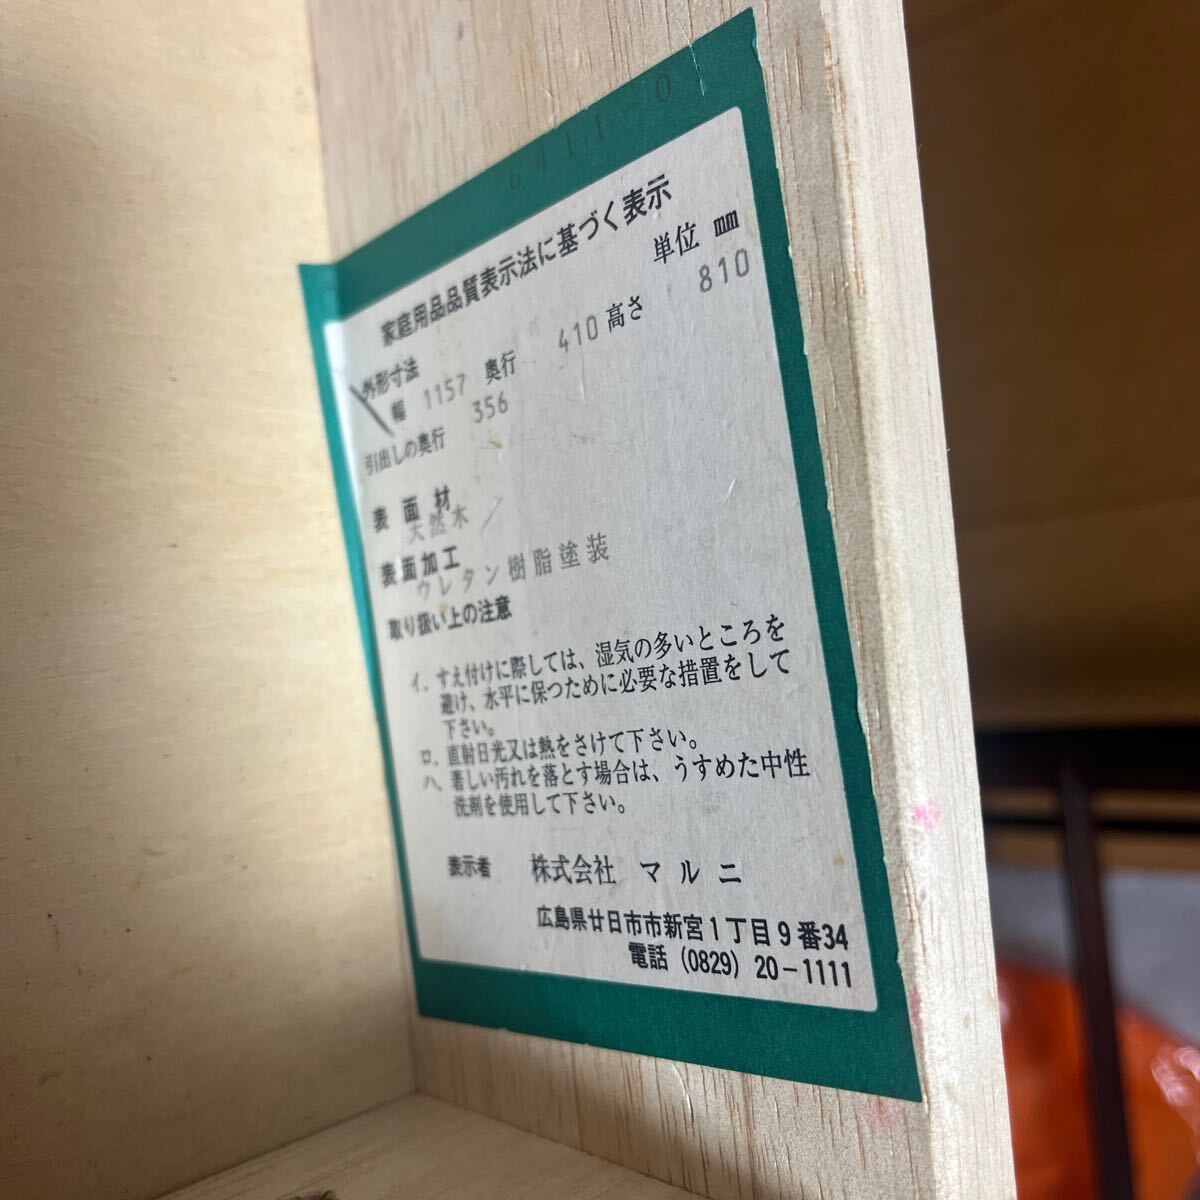 6411-0
家庭用品品質表示法に基づく表示
単位 mm
外形寸法
幅 1157 奥行 410 高さ 810
引出しの奥行 356
表面材
天然木
表面加工
ウレタン樹脂塗装
取り扱い上の注意
イ、すえ付けに際しては、湿気の多いところを
避け、水平に保つために必要な措置をして
下さい。
ロ、直射日光又は熱をさけて下さい。
ハ、著しい汚れを落とす場合は、うすめた中性
洗剤を使用して下さい。
表示者 株式会社 マルニ
広島県廿日市市新宮1丁目9番34
電話 (0829) 20-1111